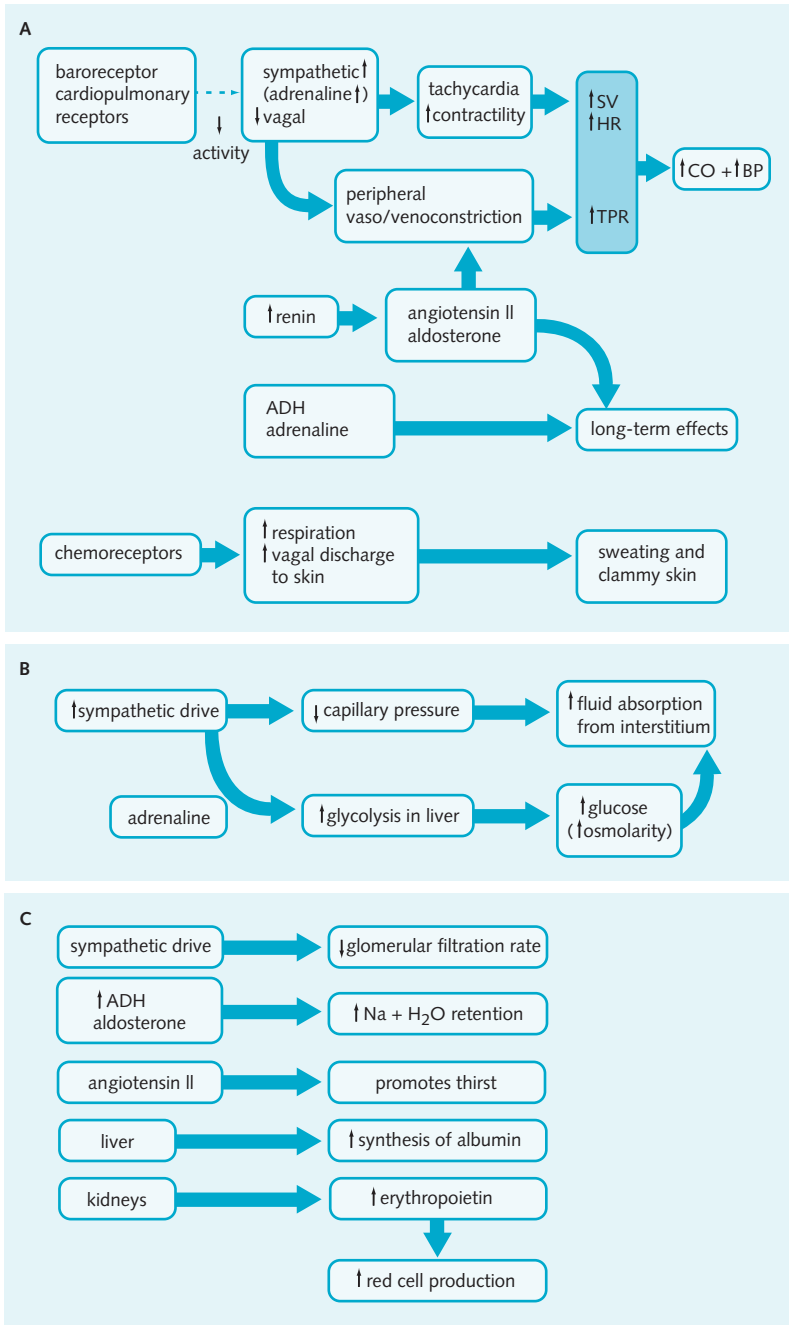 A
baroreceptor
cardiopulmonary
receptors
↓
activity
sympathetic↑
(adrenaline↑)
↓vagal
tachycardia
↑contractility
↑SV
↑HR
↑TPR
↑CO +↑BP
peripheral
vaso/venoconstriction
↑renin
angiotensin II
aldosterone
ADH
adrenaline
long-term effects
chemoreceptors
↑respiration
↑vagal discharge
to skin
sweating and
clammy skin
B
↑sympathetic drive
↓capillary pressure
↑fluid absorption
from interstitium
adrenaline
↑glycolysis in liver
↑glucose
(↑osmolarity)
C
sympathetic drive
↓glomerular filtration rate
↑ADH
aldosterone
↑Na + H₂O retention
angiotensin II
promotes thirst
liver
↑synthesis of albumin
kidneys
↑erythropoietin
↑red cell production